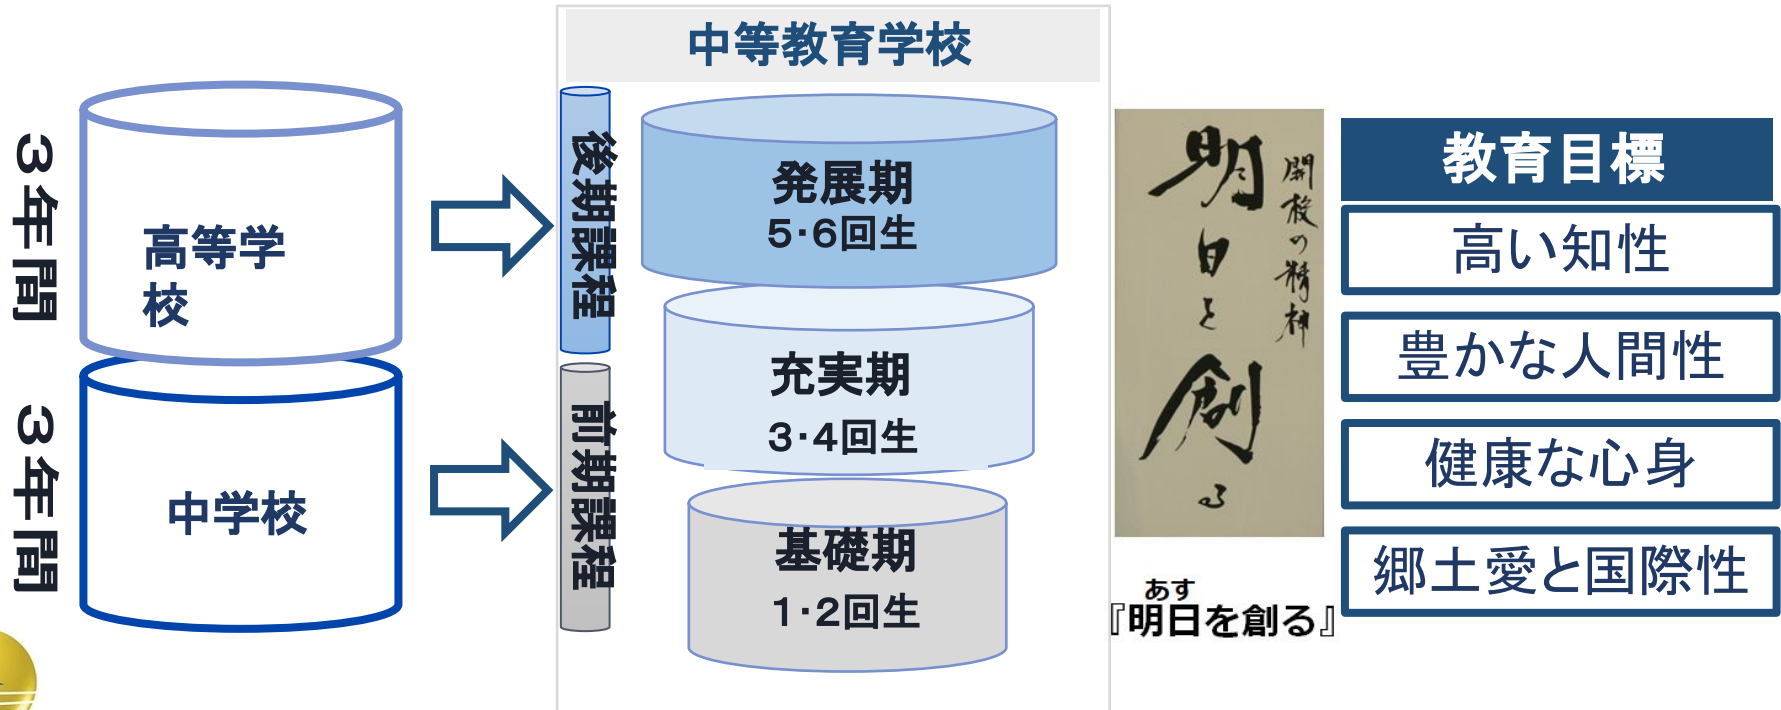 中等教育学校
3年間
高等学
校
3年間
中学校
後期課程
前期課程
発展期
5·6回生
充実期
3·4回生
基礎期
1·2回生
開校の精神
明日を創る
あす
『明日を創る』
教育目標
高い知性
豊かな人間性
健康な心身
郷土愛と国際性